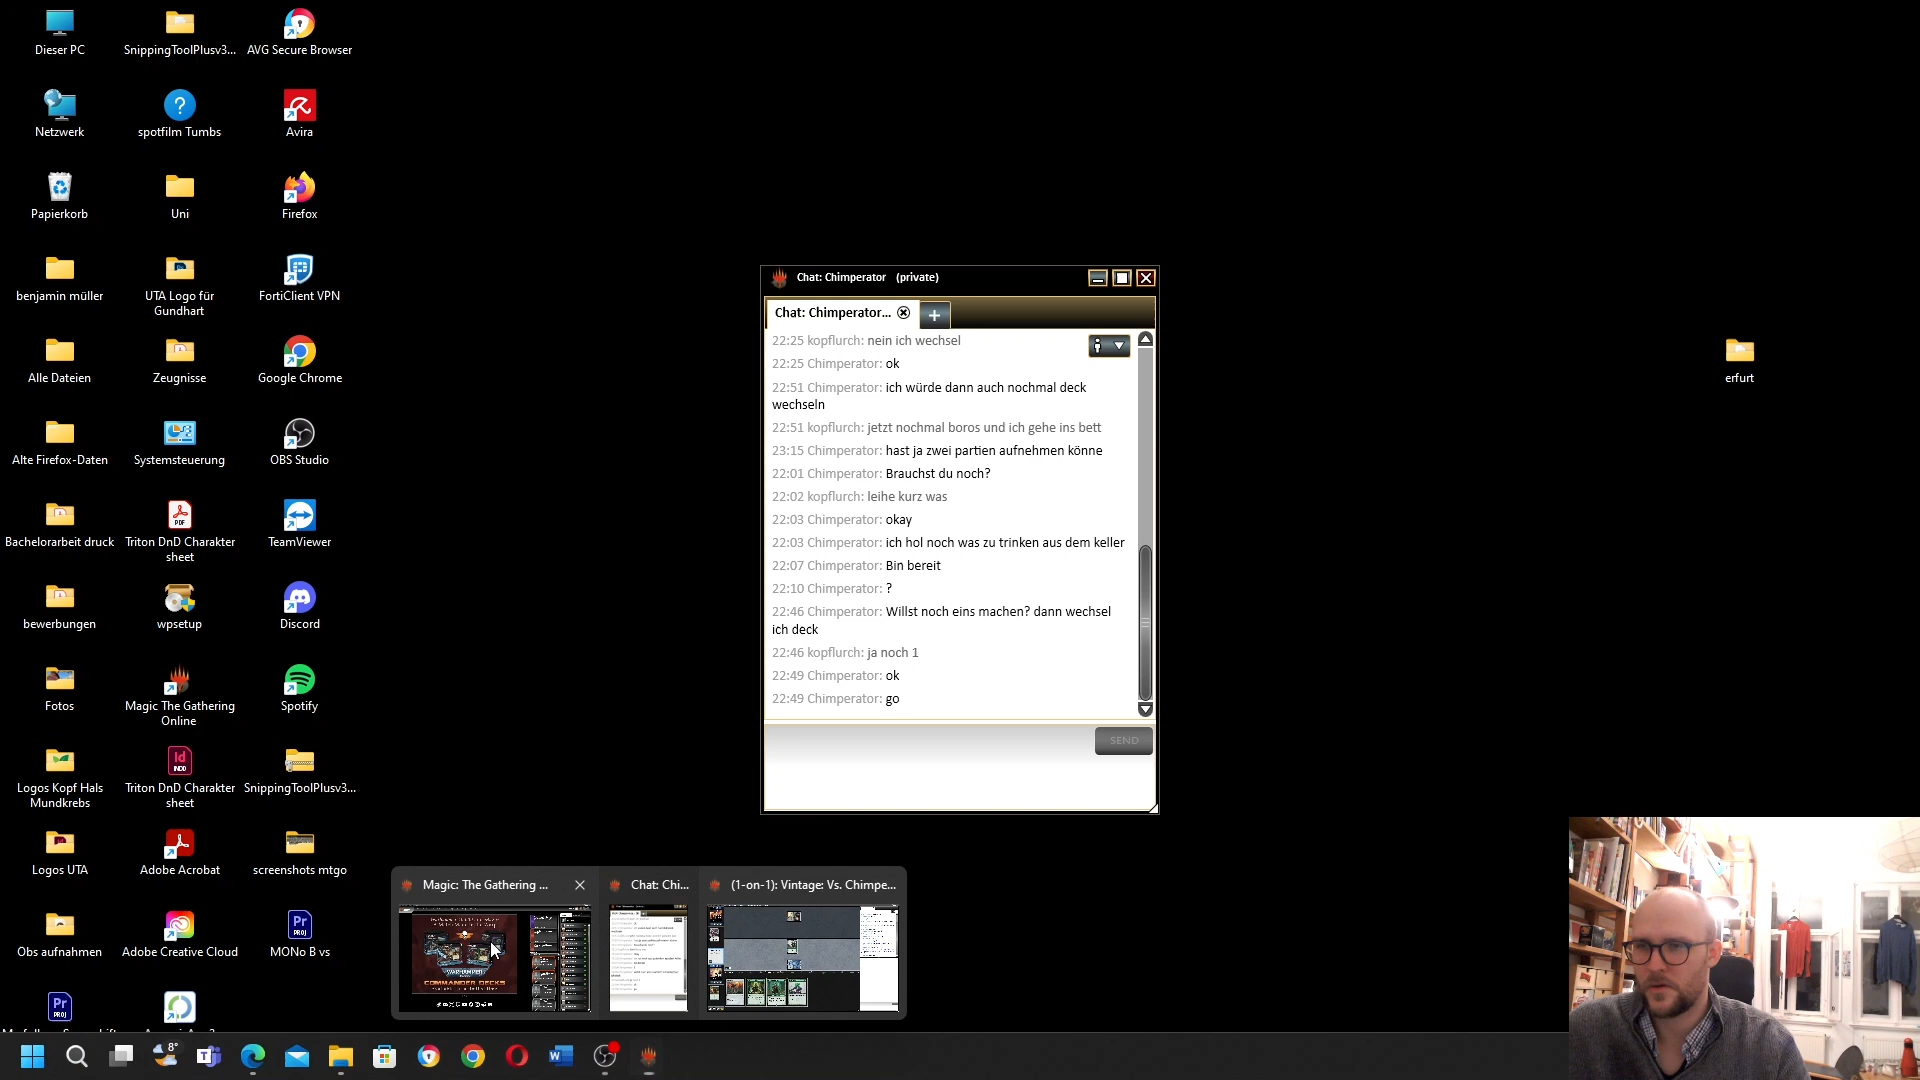 Dieser PC
SnippingToolPlusv3...
AVG Secure Browser
Netzwerk
spotfilm Tumbs
Avira
Papierkorb
Uni
Firefox
benjamin müller
UTA Logo für
Gundhart
FortiClient VPN
Alle Dateien
Zeugnisse
Google Chrome
Alte Firefox-Daten
Systemsteuerung
OBS Studio
Bachelorarbeit druck
Triton DnD Charakter
sheet
TeamViewer
bewerbungen
wpsetup
Discord
Fotos
Magic The Gathering
Online
Spotify
Logos Kopf Hals
Mundkrebs
Triton DnD Charakter
sheet
SnippingToolPlusv3...
Logos UTA
Adobe Acrobat
screenshots mtgo
Obs aufnahmen
Adobe Creative Cloud
MONo B vs
erfurt
Chat: Chimperator (private)
Chat: Chimperator...
22:25 kopflurch: nein ich wechsel
22:25 Chimperator: ok
22:51 Chimperator: ich würde dann auch nochmal deck
wechseln
22:51 kopflurch: jetzt nochmal boros und ich gehe ins bett
23:15 Chimperator: hast ja zwei partien aufnehmen könne
22:01 Chimperator: Brauchst du noch?
22:02 kopflurch: leihe kurz was
22:03 Chimperator: okay
22:03 Chimperator: ich hol noch was zu trinken aus dem keller
22:07 Chimperator: Bin bereit
22:10 Chimperator: ?
22:46 Chimperator: Willst noch eins machen? dann wechsel
ich deck
22:46 kopflurch: ja noch 1
22:49 Chimperator: ok
22:49 Chimperator: go
SEND
Magic: The Gathering ...
Chat: Chi...
(1-on-1): Vintage: Vs. Chimpe...
WARHAMMER
COMMANDER DECKS
8°